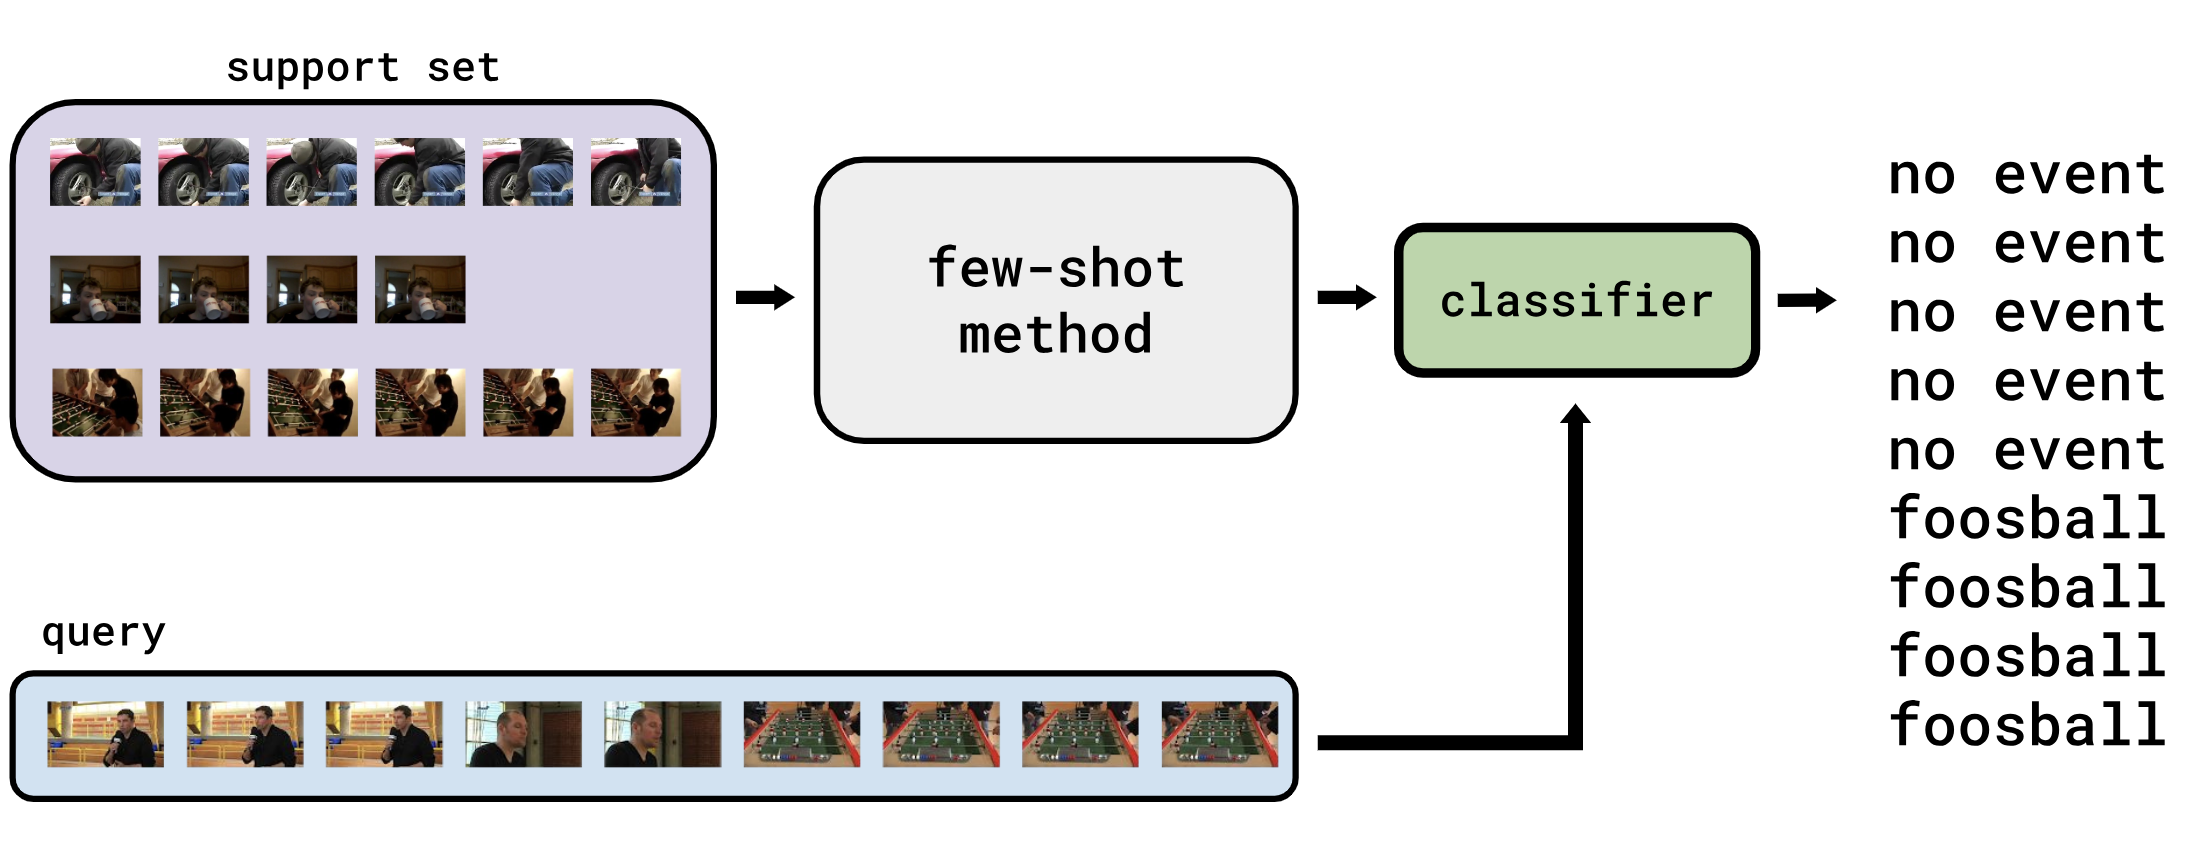 support set
few-shot
method
classifier
no event
no event
no event
no event
no event
foosball
foosball
foosball
foosball
query